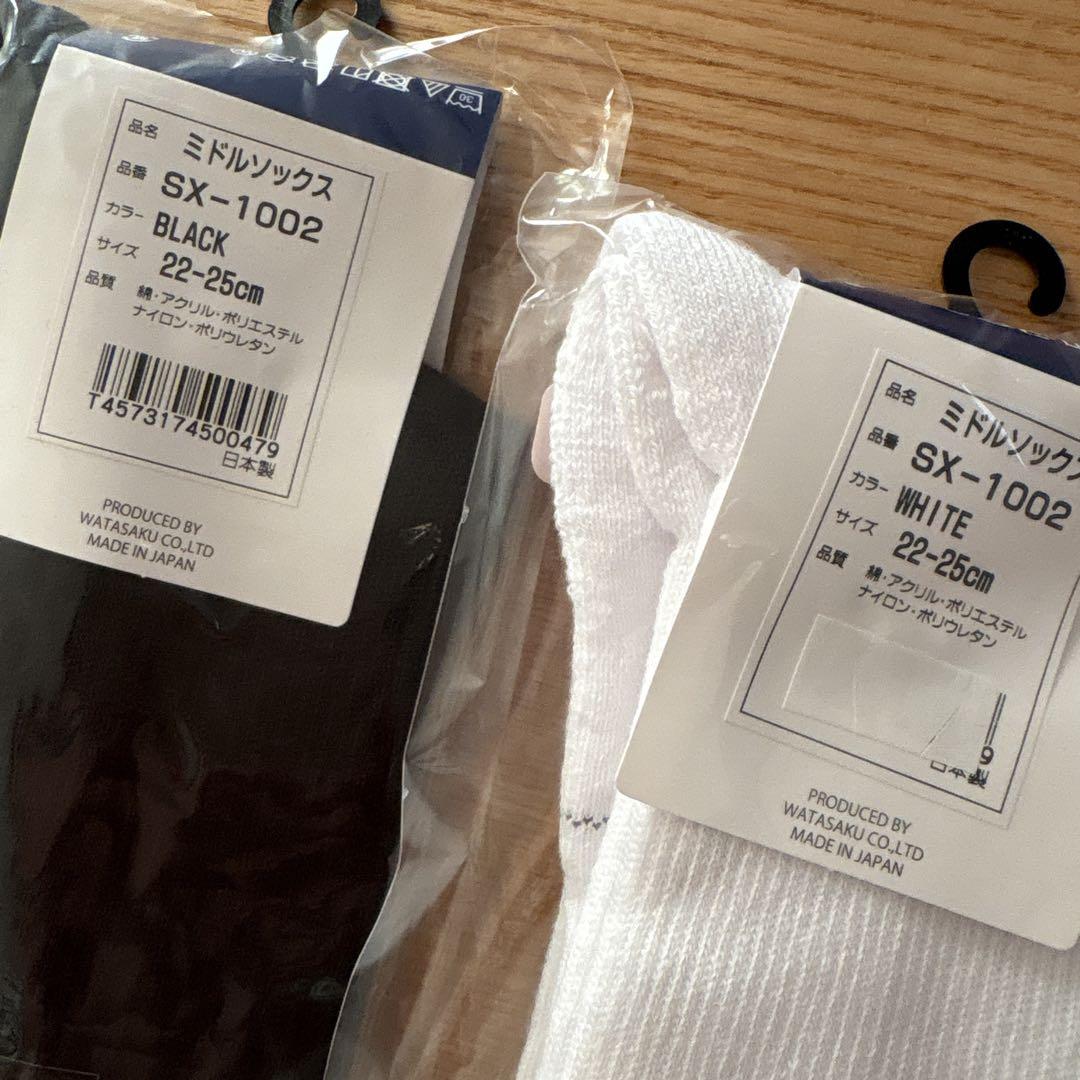 30
品名 ミドルソックス
品番 SX-1002
カラー BLACK
サイズ 22-25cm
品質 綿・アクリル・ポリエステル
ナイロン・ポリウレタン
T4573174500479
日本製
PRODUCED BY
WATASAKU CO.,LTD
MADE IN JAPAN
品名 ミドルソックス
品番 SX-1002
カラー WHITE
サイズ 22-25cm
品質 綿・アクリル・ポリエステル
ナイロン・ポリウレタン
9
日本製
PRODUCED BY
WATASAKU CO.,LTD
MADE IN JAPAN